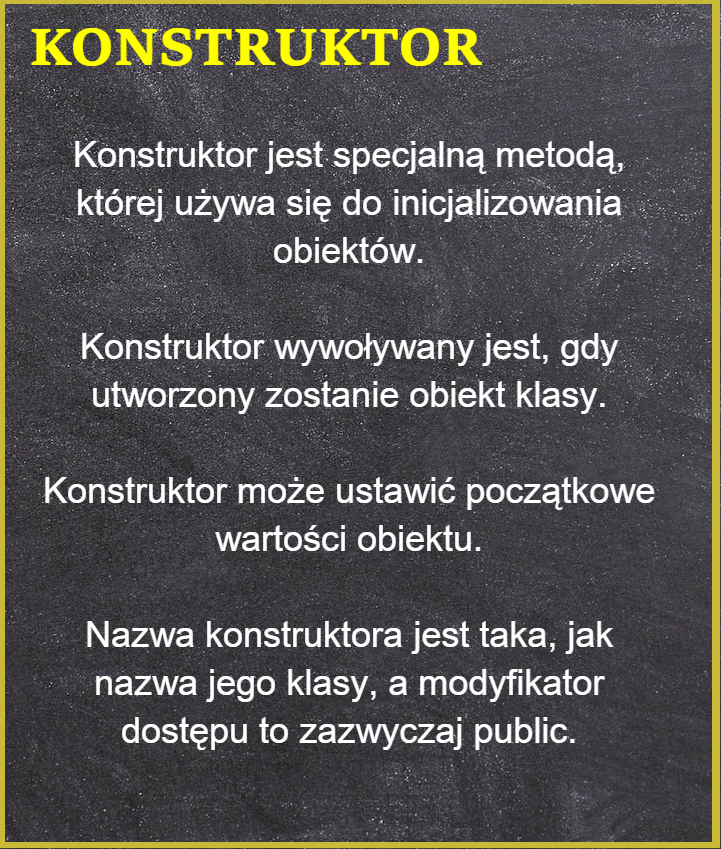 KONSTRUKTOR
Konstruktor jest specjalną metodą,
której używa się do inicjalizowania
obiektów.
Konstruktor wywoływany jest, gdy
utworzony zostanie obiekt klasy.
Konstruktor może ustawić początkowe
wartości obiektu.
Nazwa konstruktora jest taka, jak
nazwa jego klasy, a modyfikator
dostępu to zazwyczaj public.